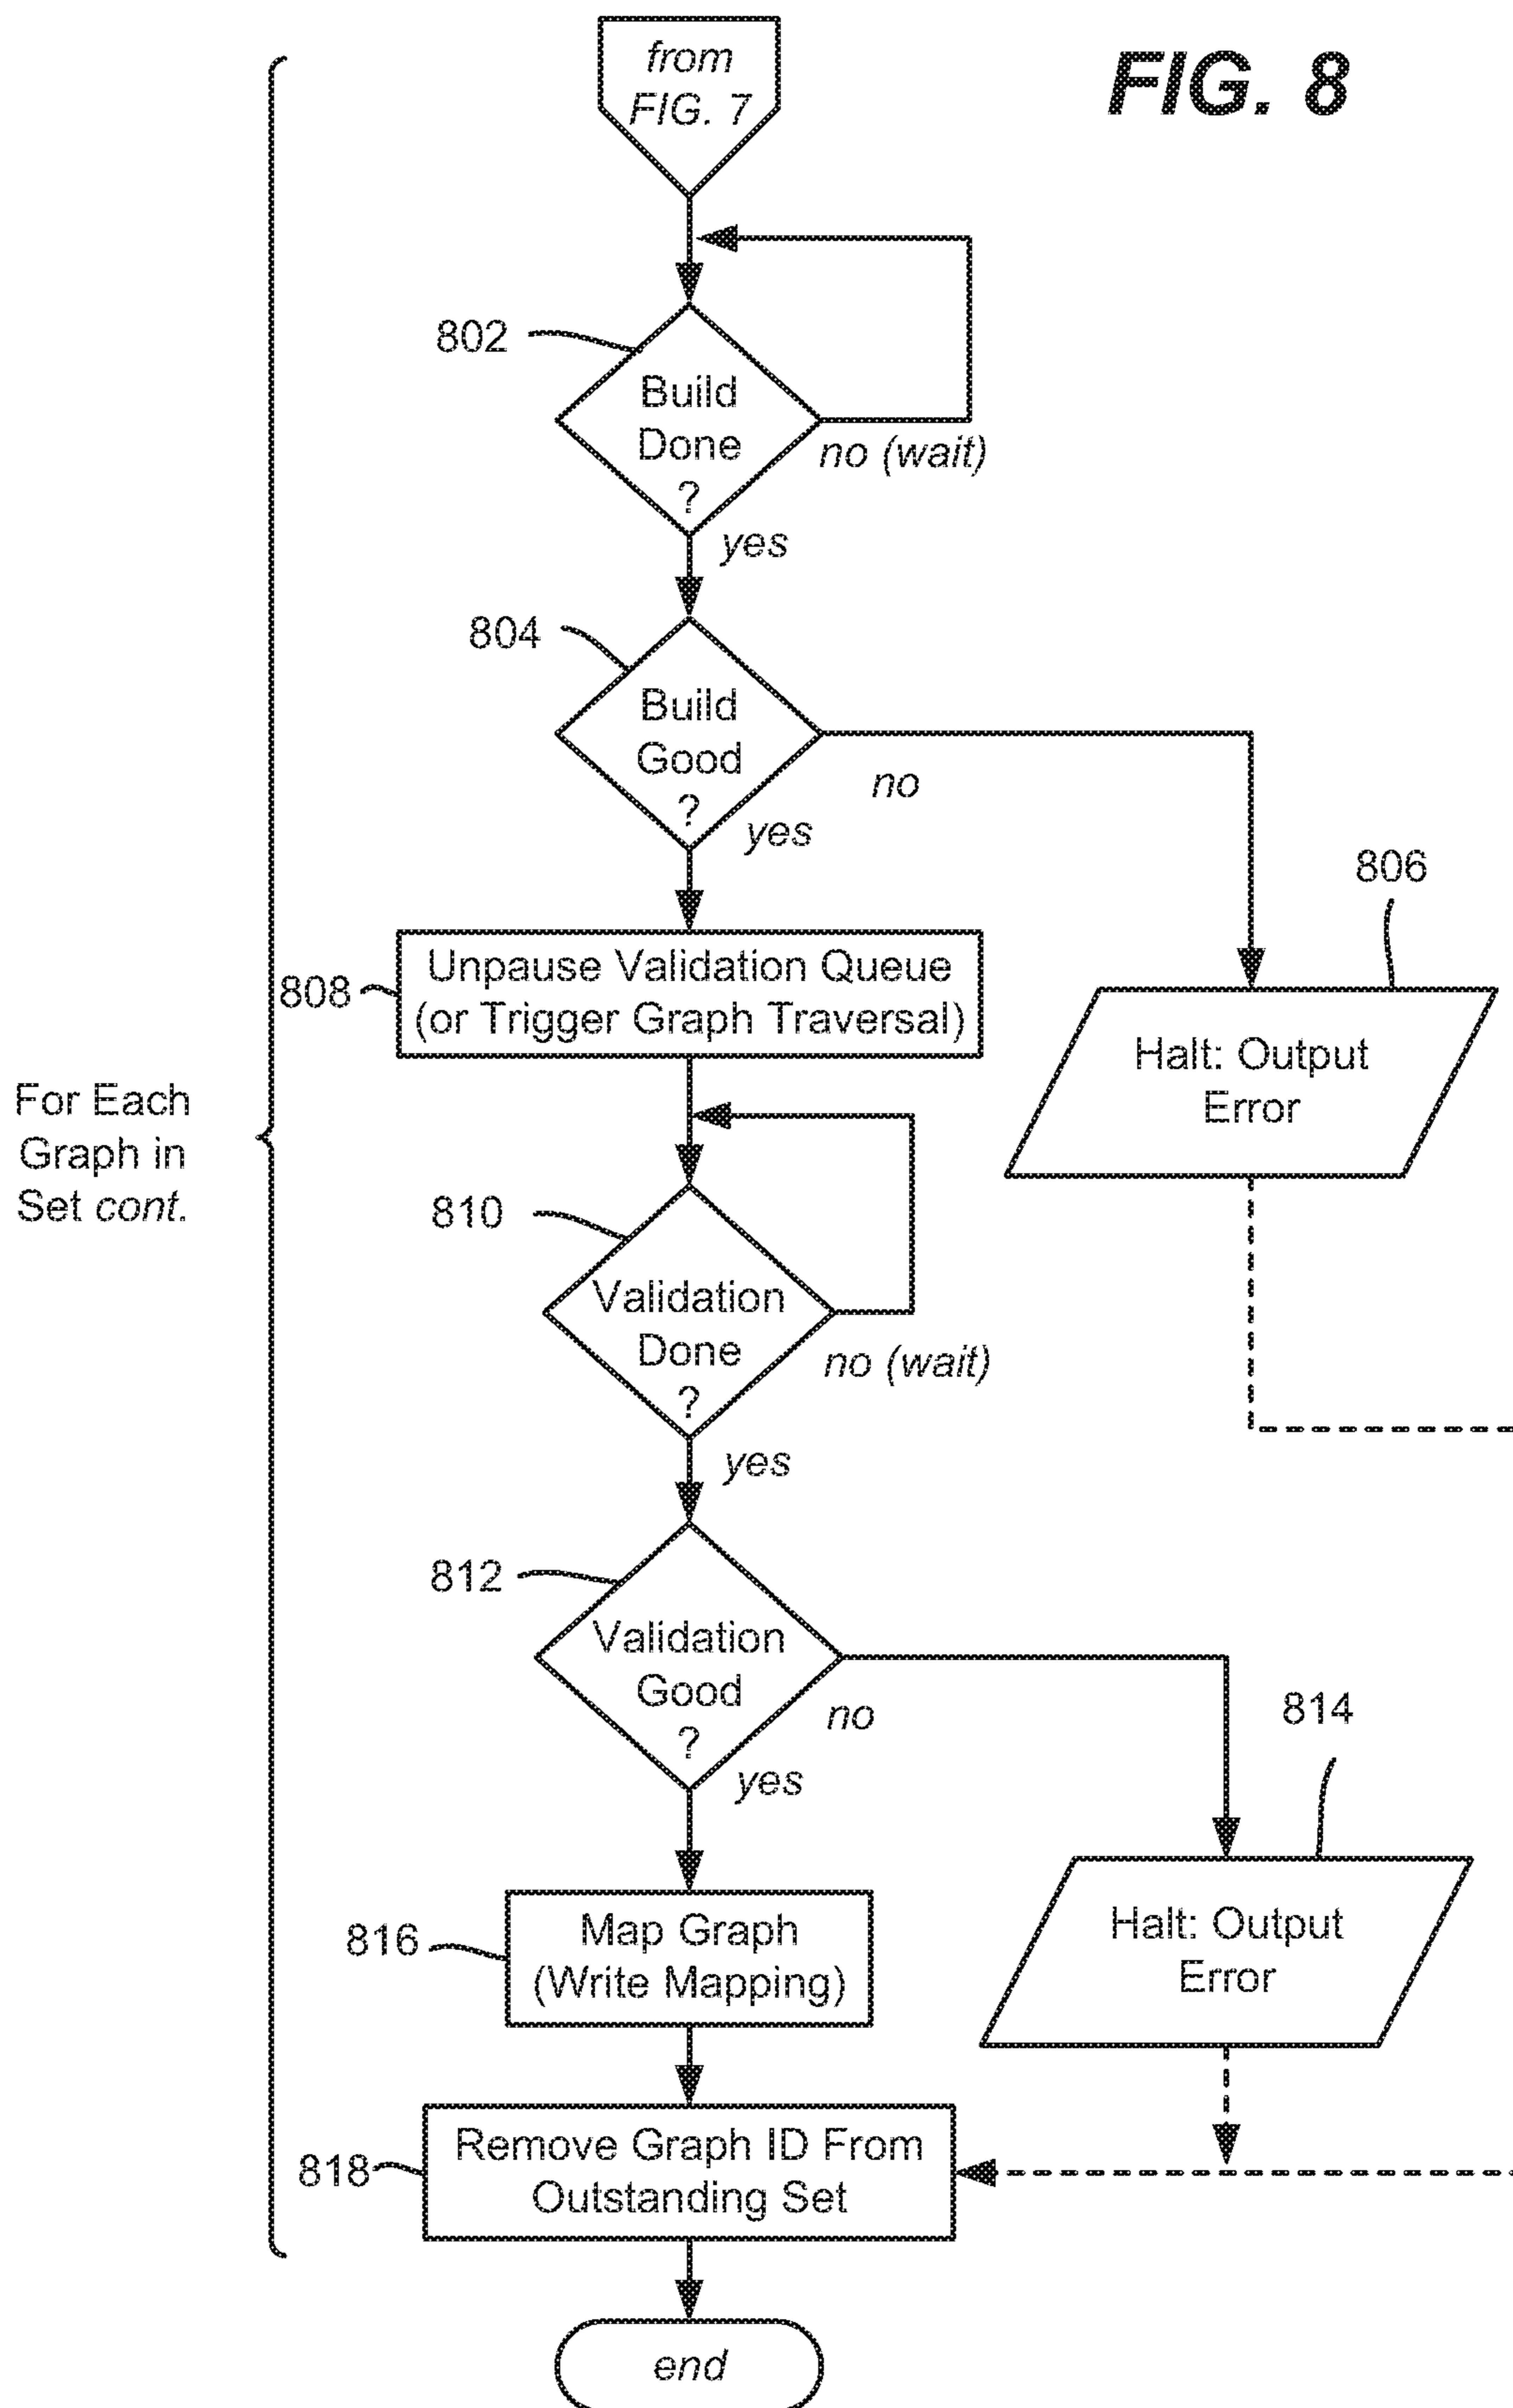 FIG. 8
from
FIG. 7
802
Build
Done
?
no (wait)
yes
804
Build
Good
?
no
yes
806
Halt: Output
Error
808
Unpause Validation Queue
(or Trigger Graph Traversal)
For Each
Graph in
Set cont.
810
Validation
Done
?
no (wait)
yes
812
Validation
Good
?
no
yes
814
Halt: Output
Error
816
Map Graph
(Write Mapping)
818
Remove Graph ID From
Outstanding Set
end